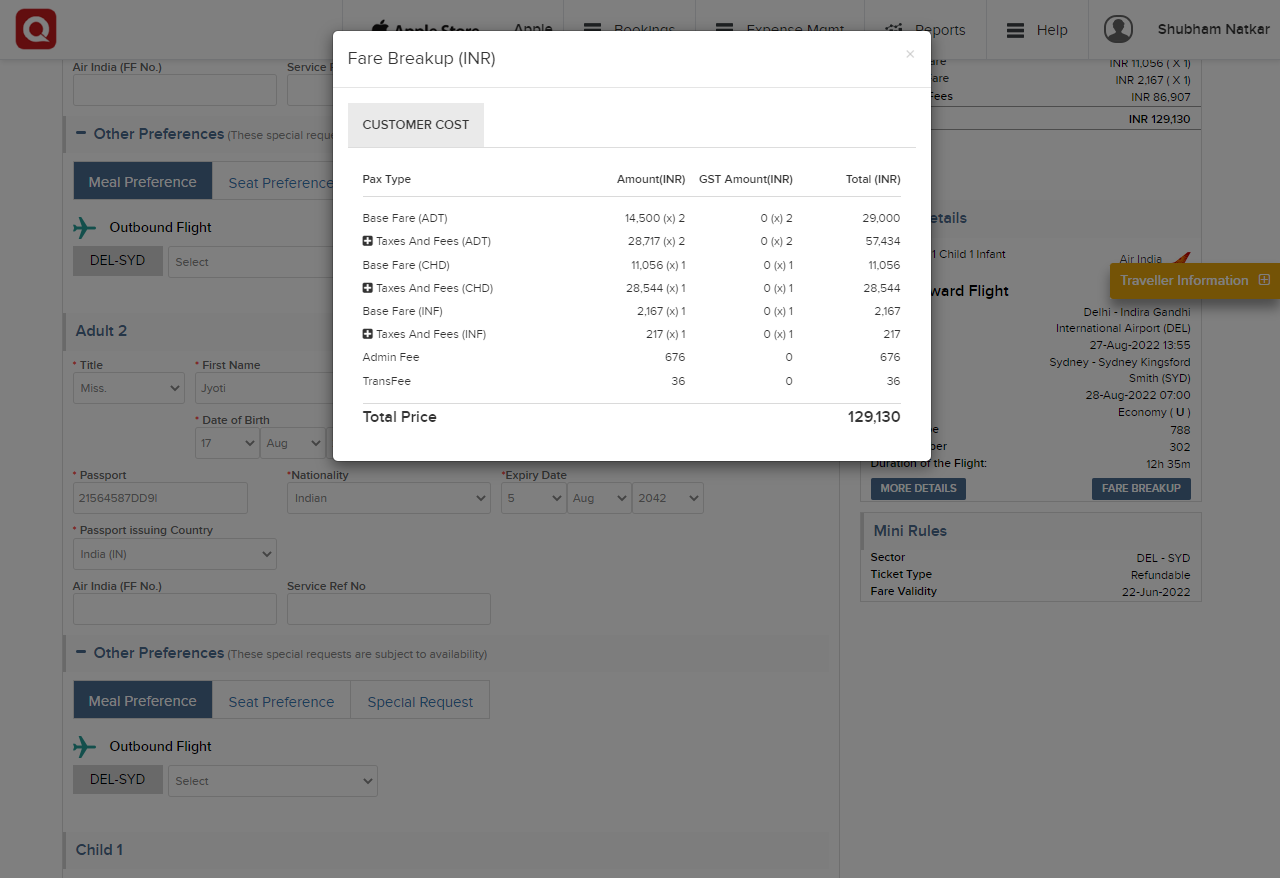 Apple Store
Apple
Bookings
Expense Mgmt
Reports
Help
Shubham Natkar
Air India (FF No.)
Service
Other Preferences (These special
Meal Preference
Seat Preference
Outbound Flight
DEL-SYD
Select
Adult 2
* Title
* First Name
Miss.
Jyoti
* Date of Birth
17
Aug
* Passport
*Nationality
*Expiry Date
21564587DD9I
Indian
5
Aug
2042
* Passport issuing Country
India (IN)
Air India (FF No.)
Service Ref No
Other Preferences (These special requests are subject to availability)
Meal Preference
Seat Preference
Special Request
Outbound Flight
DEL-SYD
Select
Child 1
Fare Breakup (INR)
×
CUSTOMER COST
Pax Type Amount(INR) GST Amount(INR) Total (INR)
Base Fare (ADT) 14,500 (x) 2 0 (x) 2 29,000
Taxes And Fees (ADT) 28,717 (x) 2 0 (x) 2 57,434
Base Fare (CHD) 11,056 (x) 1 0 (x) 1 11,056
Taxes And Fees (CHD) 28,544 (x) 1 0 (x) 1 28,544
Base Fare (INF) 2,167 (x) 1 0 (x) 1 2,167
Taxes And Fees (INF) 217 (x) 1 0 (x) 1 217
Admin Fee 676 0 676
TransFee 36 0 36
Total Price 129,130
INR 11,056 ( X 1)
INR 2,167 ( X 1)
Fees INR 86,907
INR 129,130
etails
1 Child 1 Infant
Air India
Traveller Information
ward Flight
Delhi - Indira Gandhi
International Airport (DEL)
27-Aug-2022 13:55
Sydney - Sydney Kingsford
Smith (SYD)
28-Aug-2022 07:00
Economy ( U )
788
302
Duration of the Flight: 12h 35m
MORE DETAILS
FARE BREAKUP
Mini Rules
Sector DEL - SYD
Ticket Type Refundable
Fare Validity 22-Jun-2022